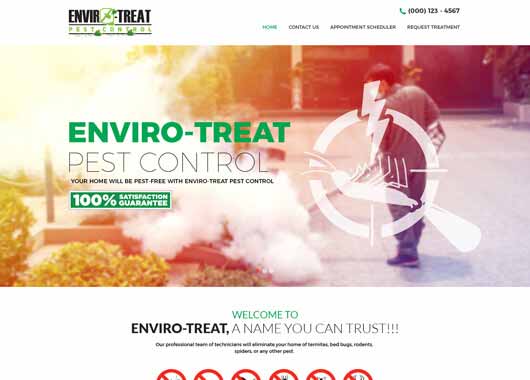 ENVIRO-TREAT
PEST CONTROL
(000) 123 - 4567
HOME
CONTACT US
APPOINTMENT SCHEDULER
REQUEST TREATMENT
ENVIRO-TREAT
PEST CONTROL
YOUR HOME WILL BE PEST-FREE WITH ENVIRO-TREAT PEST CONTROL
100% SATISFACTION
GUARANTEE
WELCOME TO
ENVIRO-TREAT, A NAME YOU CAN TRUST!!!
Our professional team of technicians will eliminate your home of termites, bed bugs, rodents,
spiders, or any other pest.